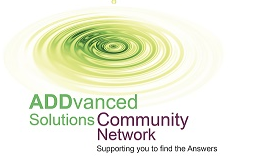 ADDvanced
Solutions Community
Network
Supporting you to find the Answers